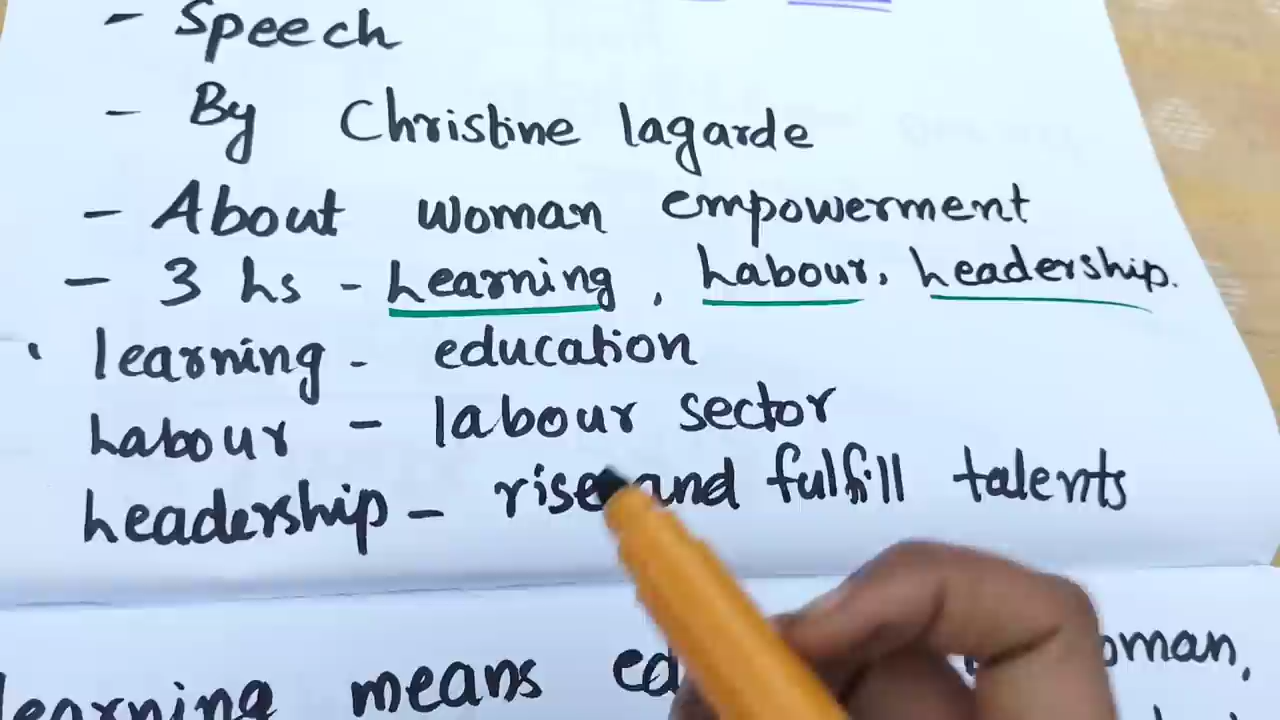 - Speech
- By Christine lagarde
- About woman empowerment
- 3 Ls - Learning, Labour, Leadership.
learning - education
Labour - labour sector
Leadership - rise and fulfill talents
learning means woman,